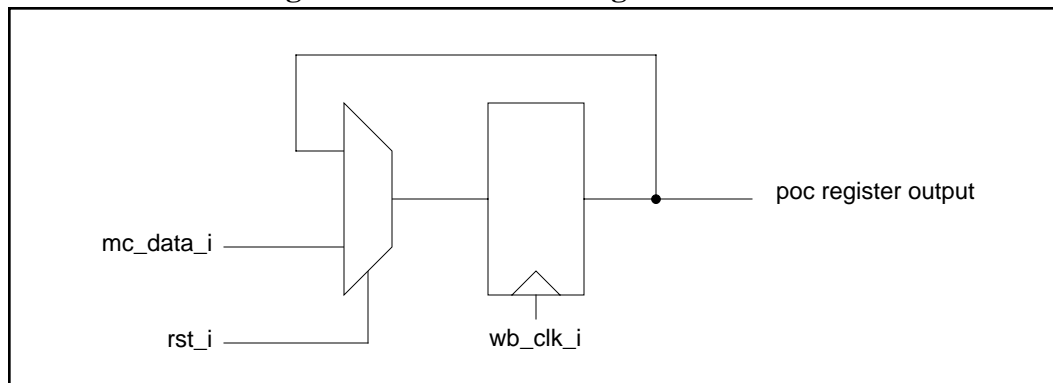 poc register output
mc_data_i
rst_i
wb_clk_i